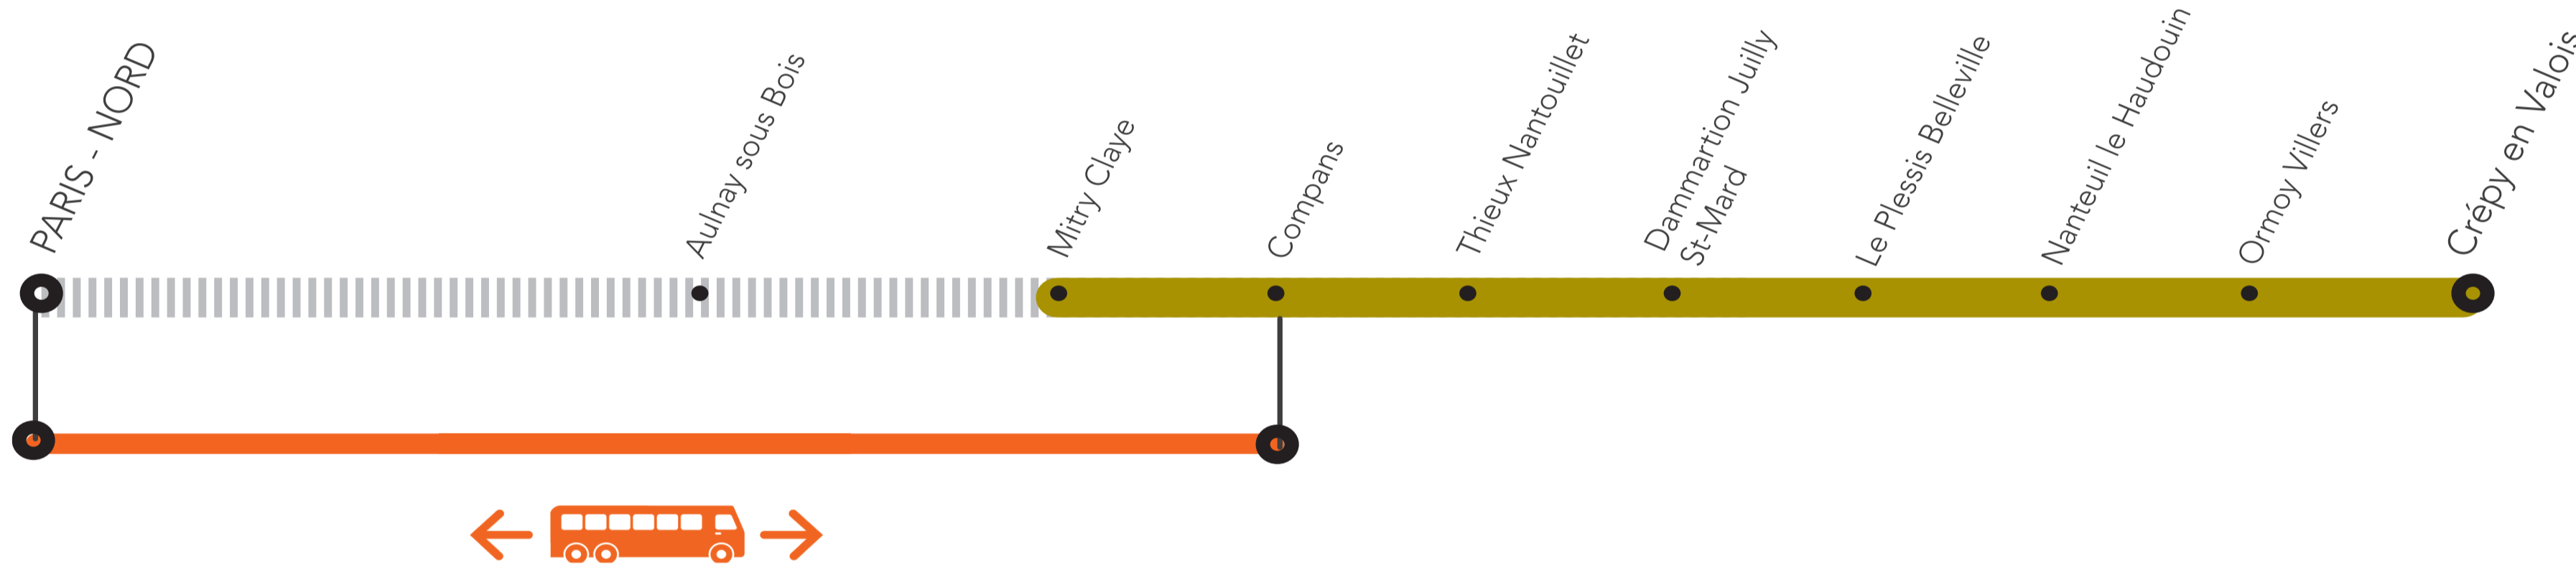 PARIS - NORD
Aulnay sous Bois
Mitry Claye
Compans
Thieux Nantouillet
Dammartion Juilly
St-Mard
Le Plessis Belleville
Nanteuil le Haudouin
Ormoy Villers
Crépy en Valois